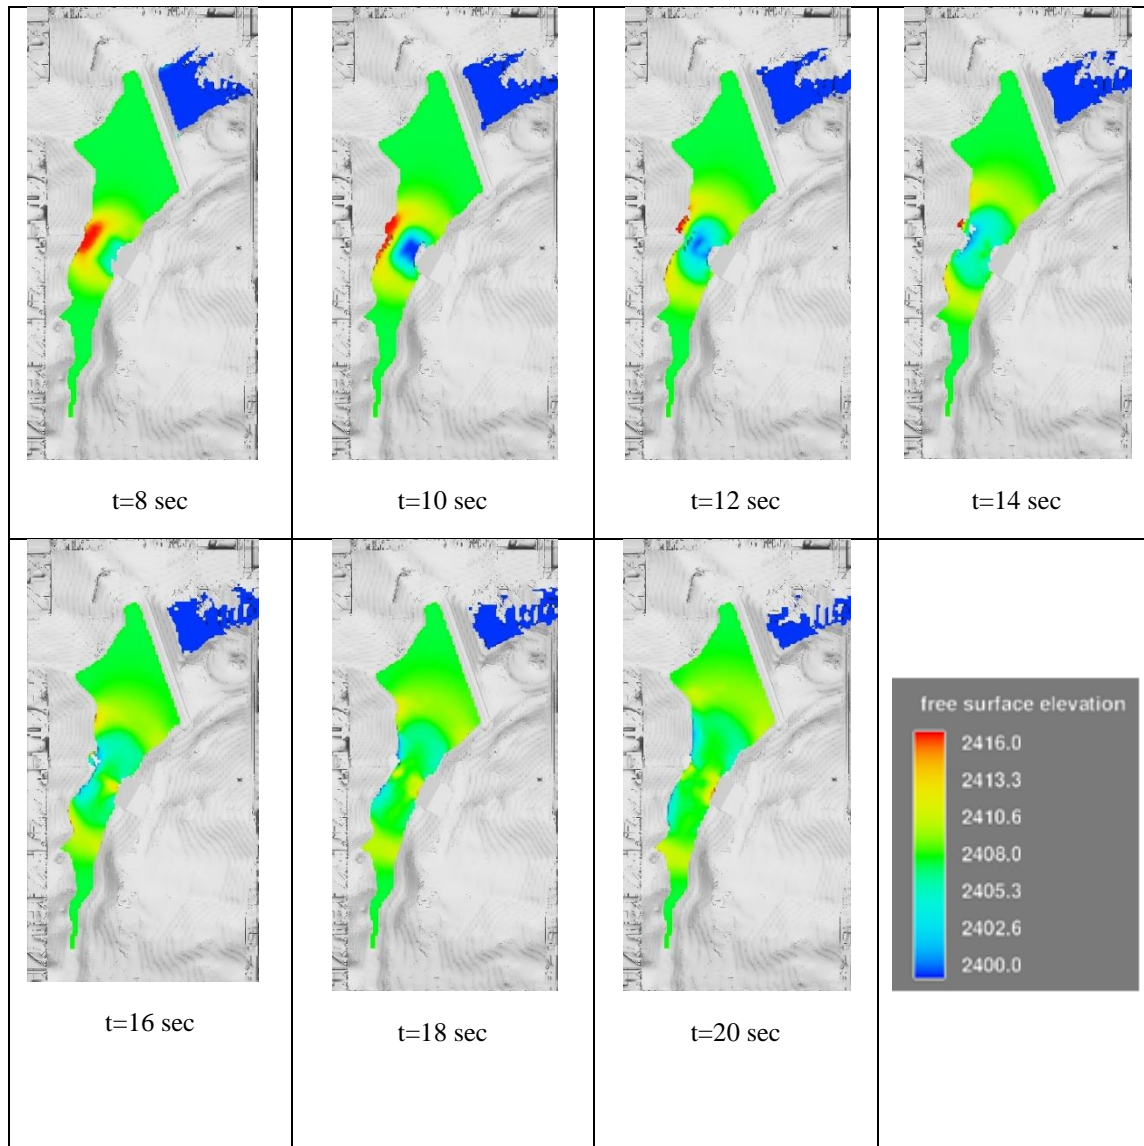 t=8 sec
t=10 sec
t=12 sec
t=14 sec
t=16 sec
t=18 sec
t=20 sec
free surface elevation
2416.0
2413.3
2410.6
2408.0
2405.3
2402.6
2400.0